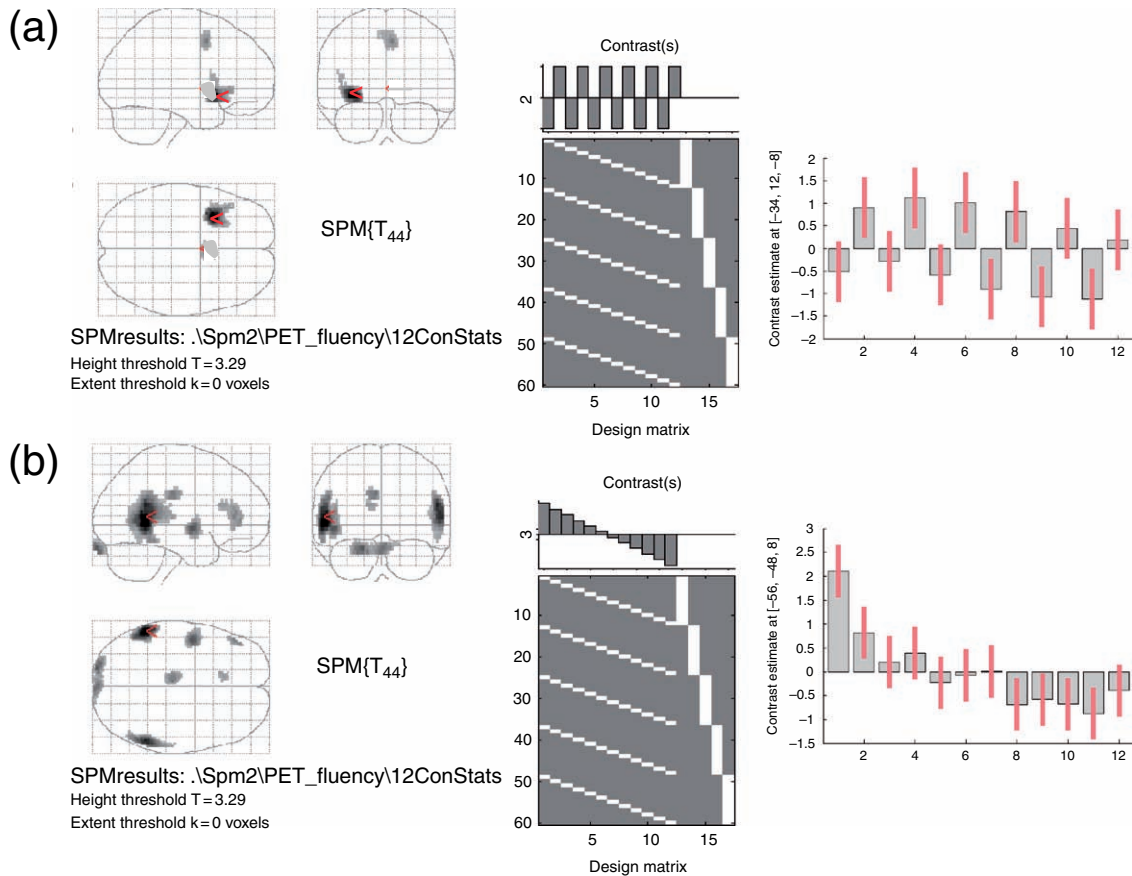 (a)
SPM{T44}
SPMresults: .\Spm2\PET_fluency\12ConStats
Height threshold T = 3.29
Extent threshold k = 0 voxels
Contrast(s)
2
10
20
30
40
50
60
5 10 15
Design matrix
Contrast estimate at [−34, 12, −8]
2
1.5
1
0.5
0
−0.5
−1
−1.5
−2
2 4 6 8 10 12
(b)
SPM{T44}
SPMresults: .\Spm2\PET_fluency\12ConStats
Height threshold T = 3.29
Extent threshold k = 0 voxels
Contrast(s)
3
10
20
30
40
50
60
5 10 15
Design matrix
Contrast estimate at [−56, −48, 8]
3
2.5
2
1.5
1
0.5
0
−0.5
−1
−1.5
2 4 6 8 10 12